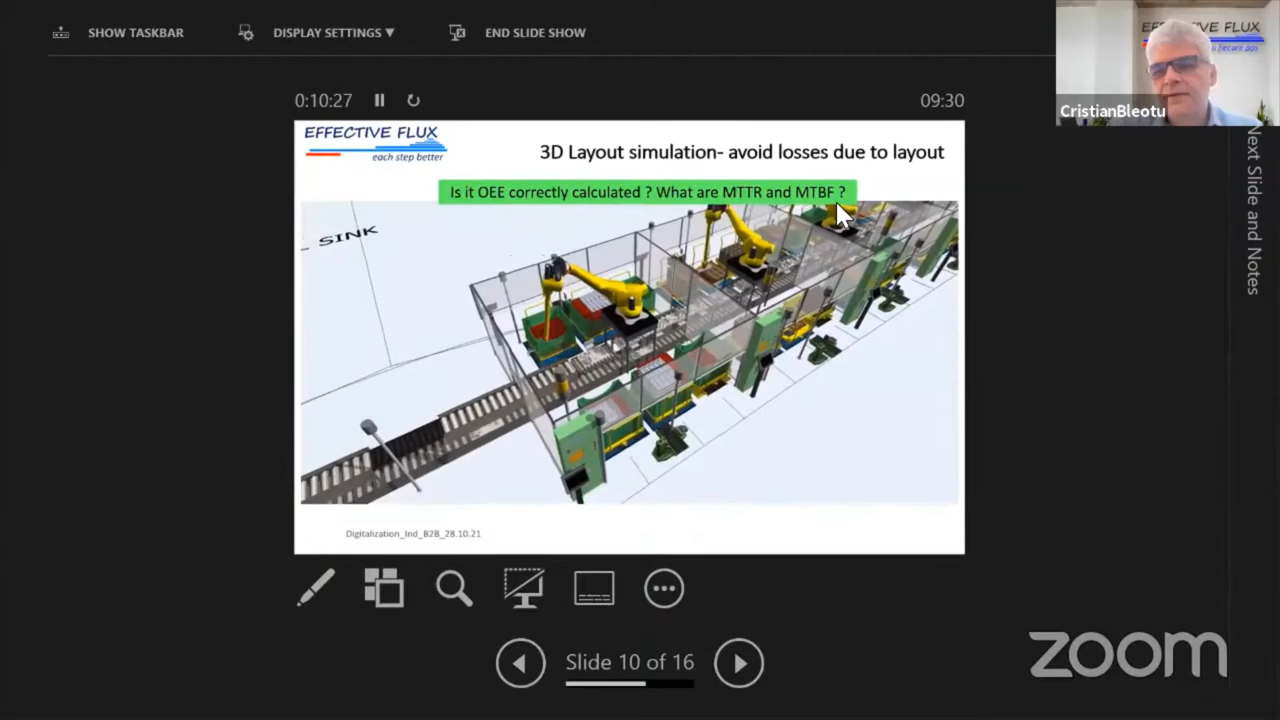 SHOW TASKBAR
DISPLAY SETTINGS ▼
END SLIDE SHOW
EFFECTIVE FLUX
i fiecare pas
CristianBleotu
0:10:27
09:30
EFFECTIVE FLUX
each step better
3D Layout simulation- avoid losses due to layout
Is it OEE correctly calculated ? What are MTTR and MTBF ?
SINK
Digitalization_Ind_B2B_28.10.21
Next Slide and Notes
Slide 10 of 16
zoom